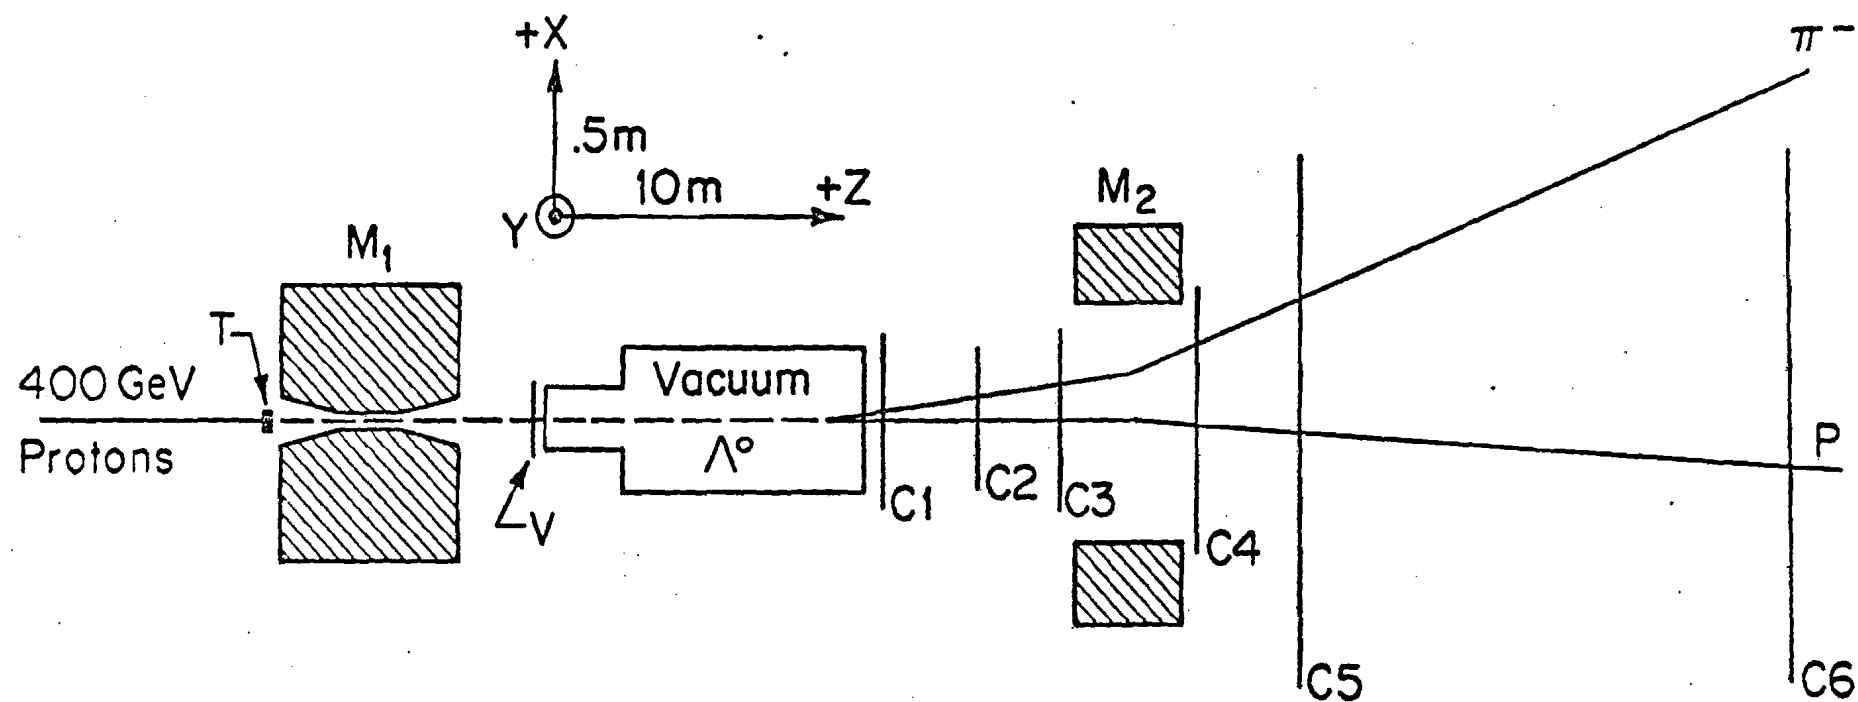 +X
.5m
10m
+Z
Y
π⁻
M₂
M₁
T
400 GeV
Protons
Vacuum
Λ°
V
C1
C2
C3
C4
P
C5
C6